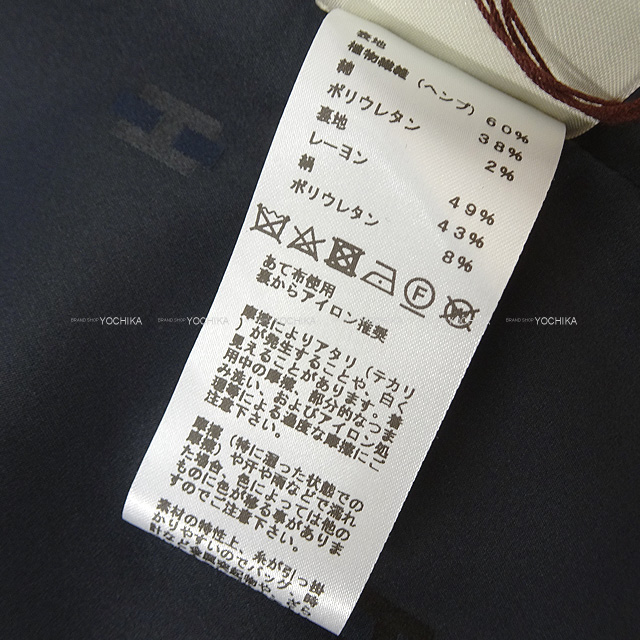 表地
植物繊維 (ヘンプ) 60%
綿 38%
ポリウレタン 2%
裏地
レーヨン 49%
絹 43%
ポリウレタン 8%
F
あて布使用
裏からアイロン推奨
摩擦によりアタリ (テカリ
) が発生することや、白く
見えることがあります。着
用中の摩擦、部分的なつま
み洗い、およびアイロン処
理による過度な摩擦にご
注意下さい。
摩擦 (特に湿った状態での
摩擦) や汗や雨などで濡れ
た場合、色によっては他の
ものに色が移る事がありま
すのでご注意下さい。
素材の特性上、糸が引っ掛
かりやすいのでバッグ、時
BRAND SHOP YOCHIKA
BRAND SHOP YOCHIKA
BRAND SHOP YOCHIKA
BRAND SHOP YOCHIKA
BRAND SHOP YOCHIKA
BRAND SHOP YOCHIKA